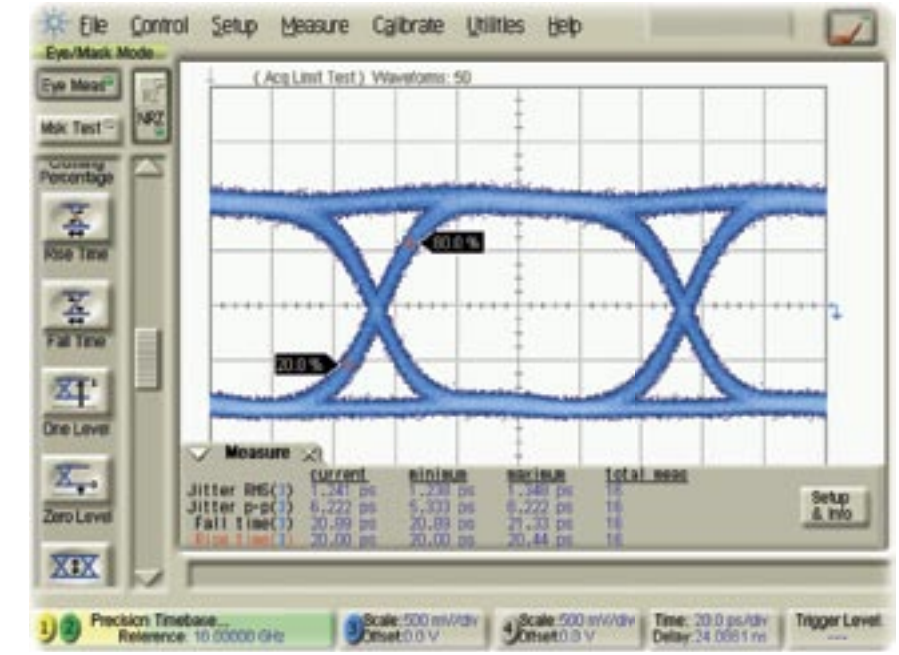 File Control Setup Measure Calibrate Utilities Help
Eye/Mask Mode
Eye Meas
Msk Test
NRZ
( Acq Limit Test ) Waveforms: 50
Percentage
Rise Time
Fall Time
One Level
Zero Level
80.0 %
20.0 %
Measure
current minimum maximum total meas
Jitter RMS(3) 1.241 ps 1.238 ps 1.348 ps 16
Jitter p-p(3) 6.222 ps 5.333 ps 6.222 ps 16
Fall time(3) 20.89 ps 20.89 ps 21.33 ps 16
Rise time(3) 20.00 ps 20.00 ps 20.44 ps 16
Setup
& Info
1 2 Precision Timebase...
Reference: 10.00000 GHz
3 Scale: 500 mV/div
Offset: 0.0 V
4 Scale: 500 mV/div
Offset: 0.0 V
Time: 20.0 ps/div
Delay: 24.0861 ns
Trigger Level:
---